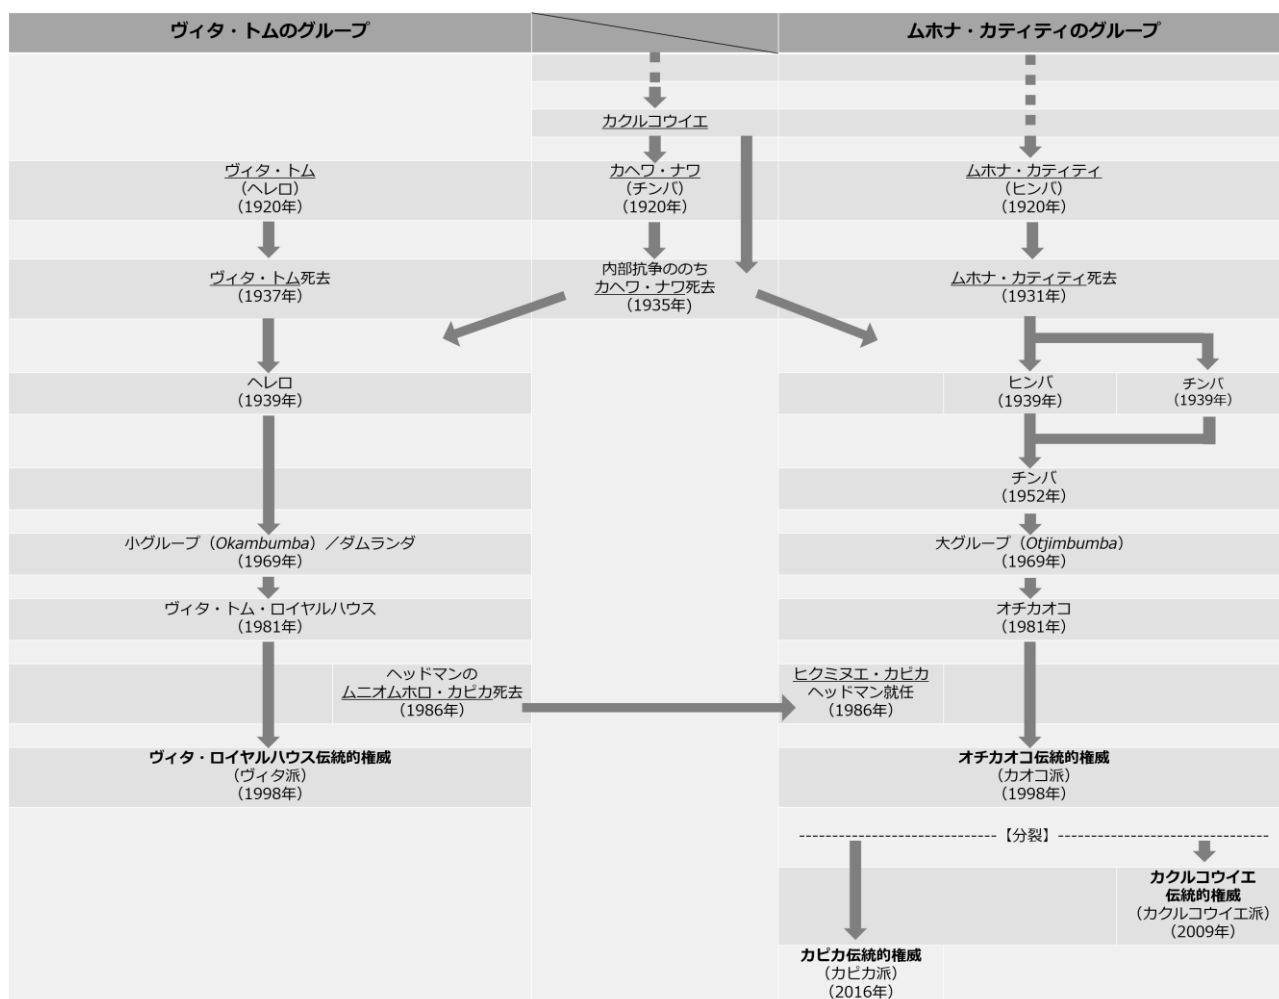 ヴィタ・トムのグループ
ムホナ・カティティのグループ
カクルコウイエ
ヴィタ・トム
（ヘレロ）
（1920年）
カヘワ・ナワ
（チンバ）
（1920年）
ムホナ・カティティ
（ヒンバ）
（1920年）
ヴィタ・トム死去
（1937年）
内部抗争ののち
カヘワ・ナワ死去
（1935年)
ムホナ・カティティ死去
（1931年）
ヘレロ
（1939年）
ヒンバ
（1939年）
チンバ
（1939年）
チンバ
（1952年）
小グループ（Okambumba）／ダムランダ
（1969年）
大グループ（Otjimbumba）
（1969年）
ヴィタ・トム・ロイヤルハウス
（1981年）
オチカオコ
（1981年）
ヘッドマンの
ムニオムホロ・カピカ死去
（1986年）
ヒクミヌエ・カピカ
ヘッドマン就任
（1986年）
ヴィタ・ロイヤルハウス伝統的権威
（ヴィタ派）
（1998年）
オチカオコ伝統的権威
（カオコ派）
（1998年）
【分裂】
カクルコウイエ
伝統的権威
（カクルコウイエ派）
（2009年）
カピカ伝統的権威
（カピカ派）
（2016年）